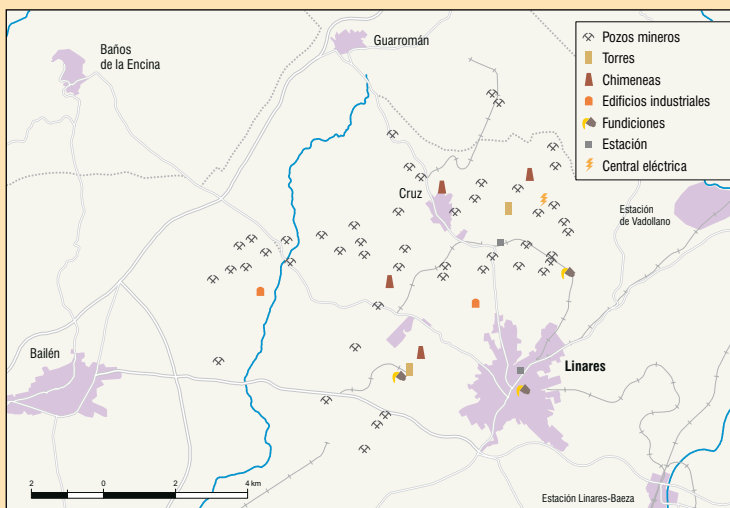 Baños
de la Encina
Guarromán
Pozos mineros
Torres
Chimeneas
Edificios industriales
Fundiciones
Estación
Central eléctrica
Cruz
Estación
de Vadollano
Bailén
Linares
2 0 2 4 km
Estación Linares-Baeza